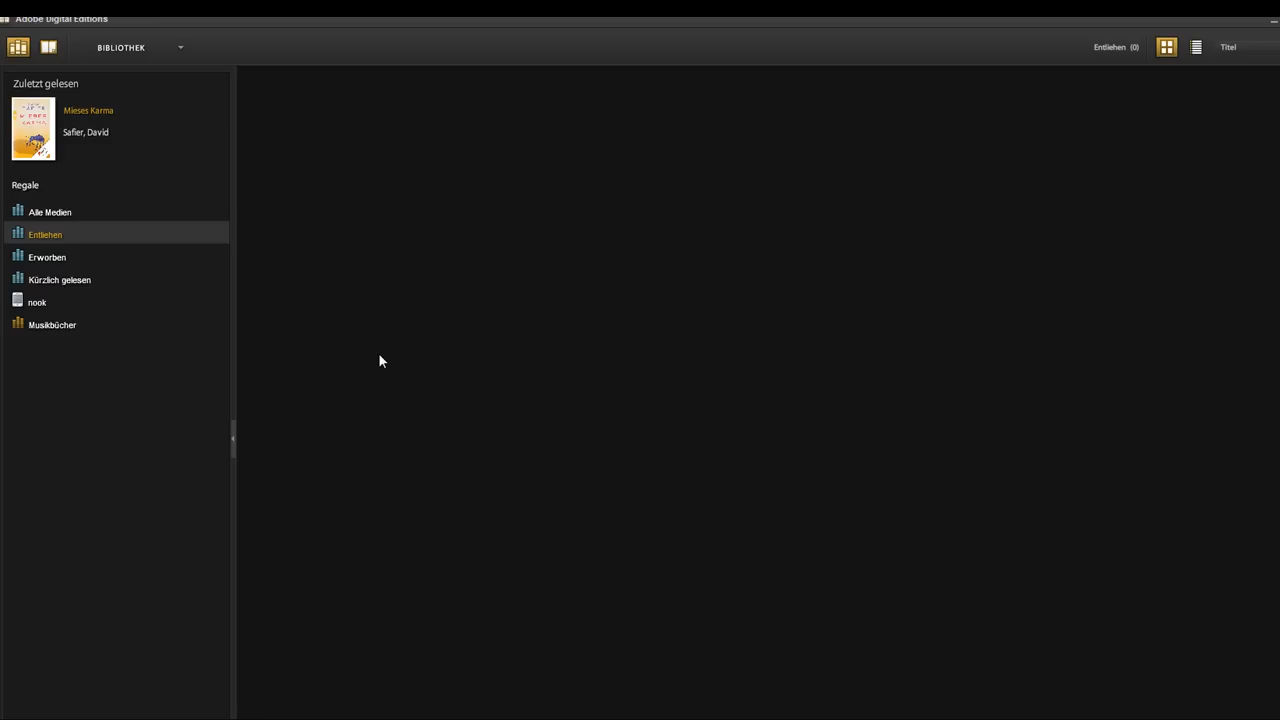 Adobe Digital Editions
BIBLIOTHEK
Entliehen (0)
Titel
Zuletzt gelesen
Mieses Karma
Safier, David
Regale
Alle Medien
Entliehen
Erworben
Kürzlich gelesen
nook
Musikbücher